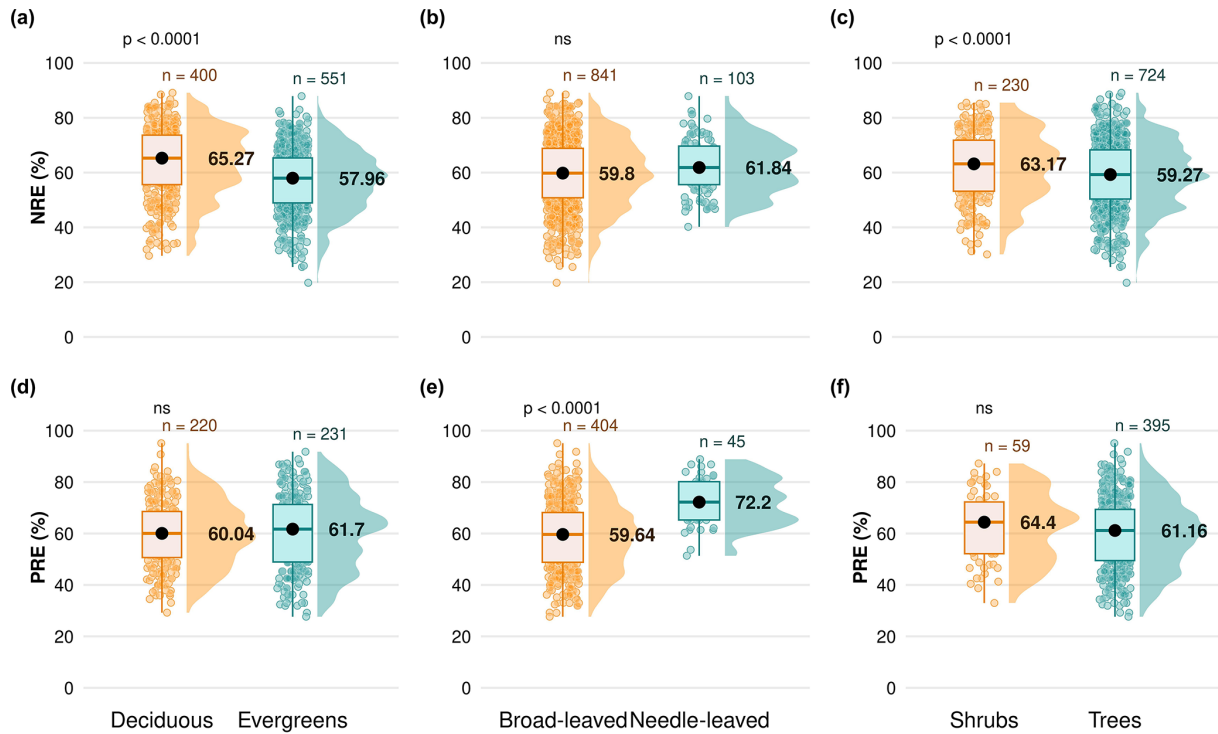 (a)
(b)
(c)
p < 0.0001
ns
p < 0.0001
n = 400
n = 551
n = 841
n = 103
n = 230
n = 724
NRE (%)
100
80
60
40
20
0
65.27
57.96
100
80
60
40
20
0
59.8
61.84
100
80
60
40
20
0
63.17
59.27
(d)
(e)
(f)
ns
p < 0.0001
ns
n = 220
n = 231
n = 404
n = 45
n = 59
n = 395
PRE (%)
100
80
60
40
20
0
60.04
61.7
100
80
60
40
20
0
59.64
72.2
PRE (%)
100
80
60
40
20
0
64.4
61.16
Deciduous Evergreens
Broad-leaved Needle-leaved
Shrubs Trees